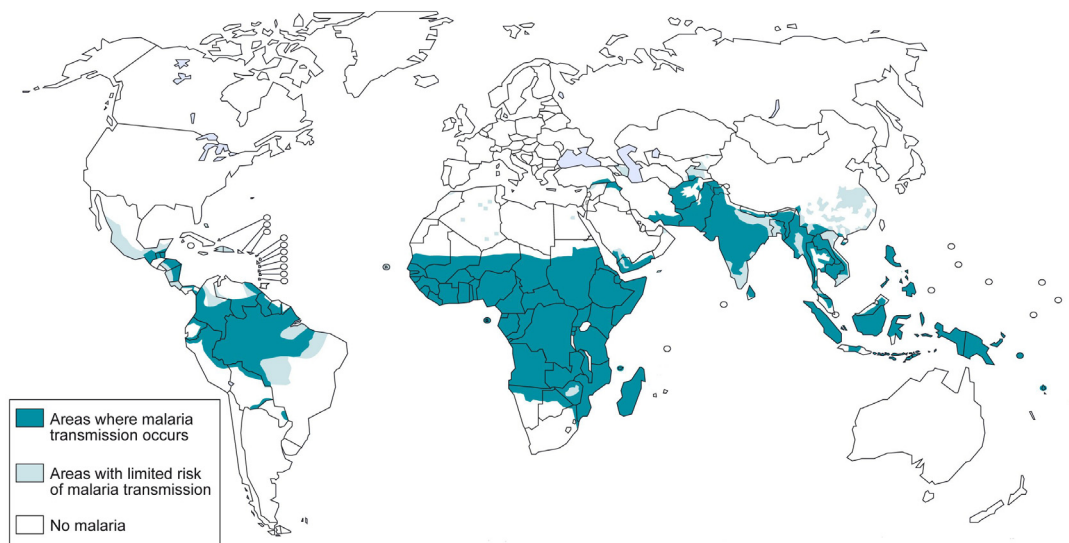 Areas where malaria
transmission occurs
Areas with limited risk
of malaria transmission
No malaria